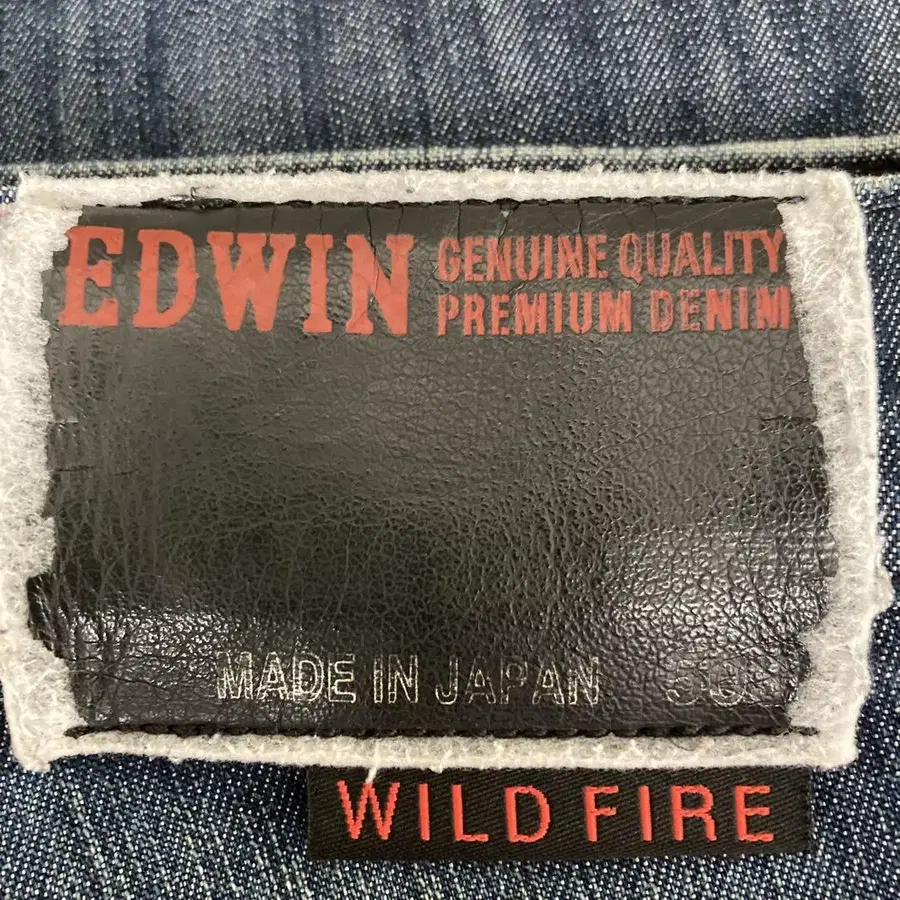 EDWIN
GENUINE QUALITY
PREMIUM DENIM
MADE IN JAPAN
WILD FIRE